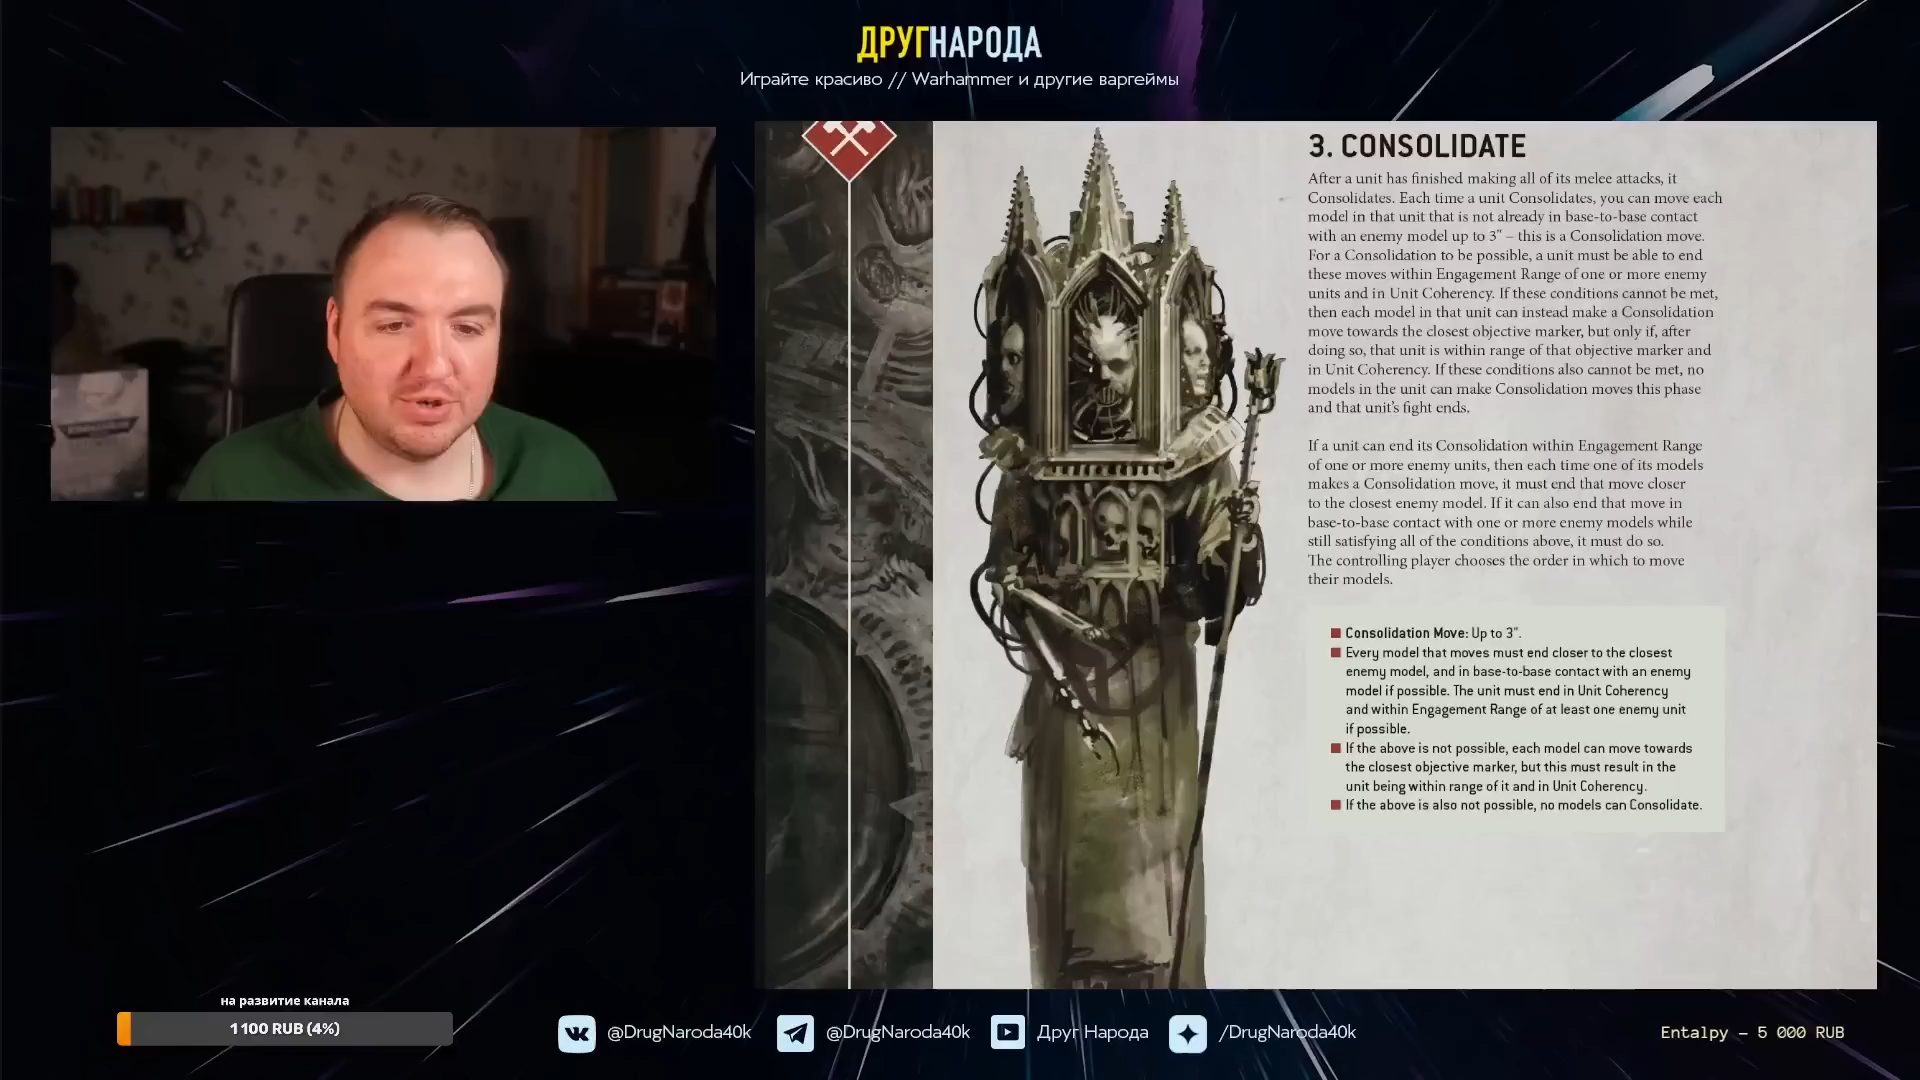 ДРУГНАРОДА
Играйте красиво // Warhammer и другие варгеймы
3. CONSOLIDATE
After a unit has finished making all of its melee attacks, it
Consolidates. Each time a unit Consolidates, you can move each
model in that unit that is not already in base-to-base contact
with an enemy model up to 3" – this is a Consolidation move.
For a Consolidation to be possible, a unit must be able to end
these moves within Engagement Range of one or more enemy
units and in Unit Coherency. If these conditions cannot be met,
then each model in that unit can instead make a Consolidation
move towards the closest objective marker, but only if, after
doing so, that unit is within range of that objective marker and
in Unit Coherency. If these conditions also cannot be met, no
models in the unit can make Consolidation moves this phase
and that unit's fight ends.
If a unit can end its Consolidation within Engagement Range
of one or more enemy units, then each time one of its models
makes a Consolidation move, it must end that move closer
to the closest enemy model. If it can also end that move in
base-to-base contact with one or more enemy models while
still satisfying all of the conditions above, it must do so.
The controlling player chooses the order in which to move
their models.
Consolidation Move: Up to 3".
Every model that moves must end closer to the closest
enemy model, and in base-to-base contact with an enemy
model if possible. The unit must end in Unit Coherency
and within Engagement Range of at least one enemy unit
if possible.
If the above is not possible, each model can move towards
the closest objective marker, but this must result in the
unit being within range of it and in Unit Coherency.
If the above is also not possible, no models can Consolidate.
на развитие канала
1 100 RUB (4%)
@DrugNaroda40k
@DrugNaroda40k
Друг Народа
/DrugNaroda40k
Entalpy – 5 000 RUB